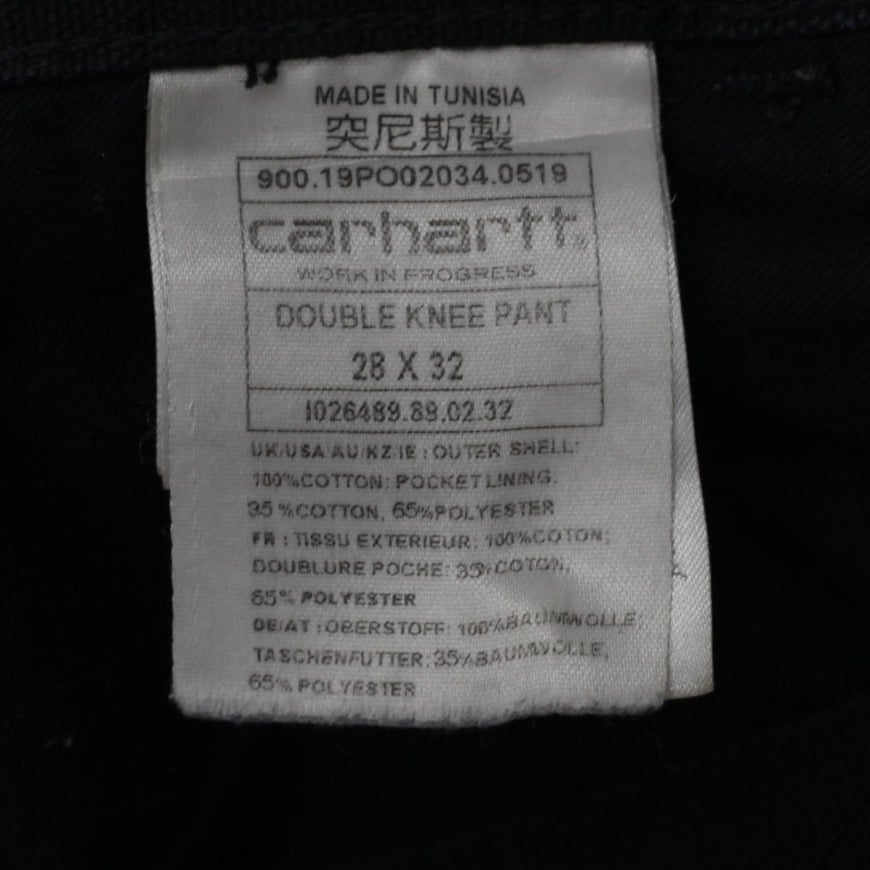 MADE IN TUNISIA
突尼斯製
900.19PO02034.0519
carhartt®
WORK IN PROGRESS
DOUBLE KNEE PANT
28 X 32
I026489.89.02.32
UK/USA/AU/NZ/IE : OUTER SHELL:
100%COTTON; POCKET LINING:
35 %COTTON, 65%POLYESTER
FR : TISSU EXTERIEUR: 100%COTON;
DOUBLURE POCHE: 35%COTON,
65% POLYESTER
DE/AT :OBERSTOFF: 100%BAUMWOLLE;
TASCHENFUTTER:35%BAUMWOLLE,
65% POLYESTER